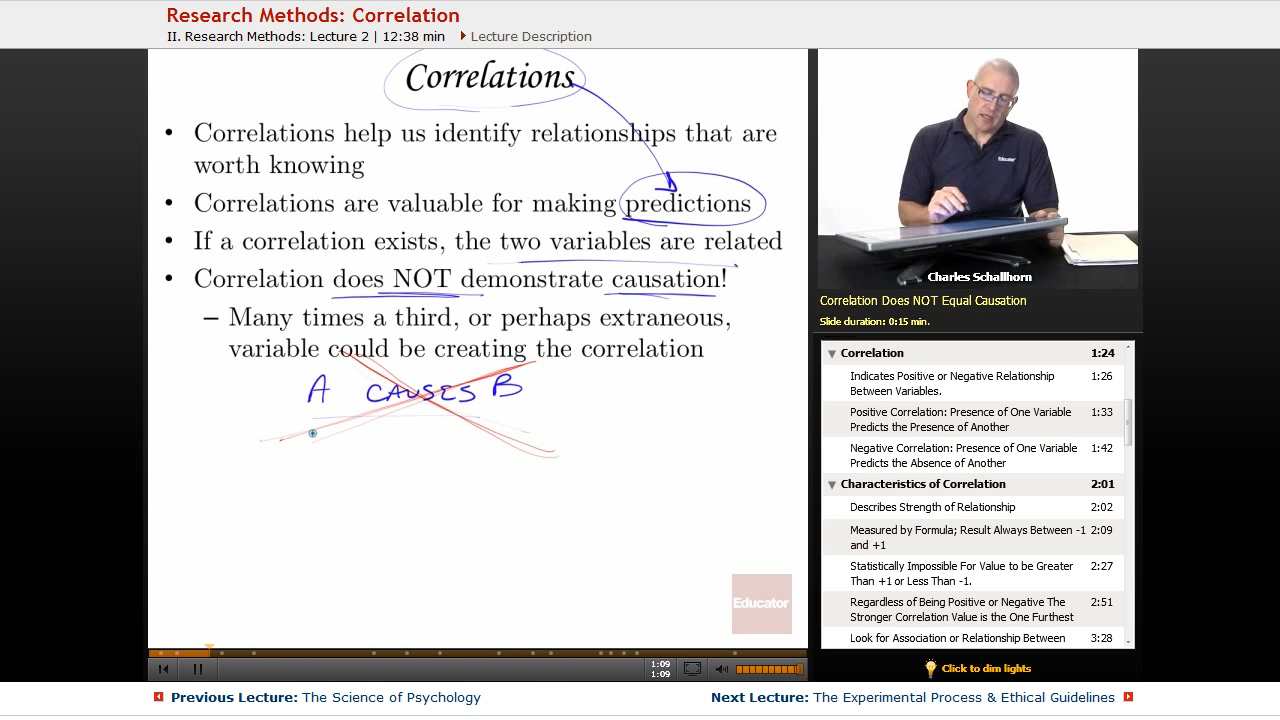 Research Methods: Correlation
II. Research Methods: Lecture 2 | 12:38 min Lecture Description
Correlations
• Correlations help us identify relationships that are
worth knowing
• Correlations are valuable for making predictions
• If a correlation exists, the two variables are related
• Correlation does NOT demonstrate causation!
– Many times a third, or perhaps extraneous,
variable could be creating the correlation
A CAUSES B
Educator
1:09
1:09
Educator
Charles Schallhorn
Correlation Does NOT Equal Causation
Slide duration: 0:15 min.
Correlation 1:24
Indicates Positive or Negative Relationship 1:26
Between Variables.
Positive Correlation: Presence of One Variable 1:33
Predicts the Presence of Another
Negative Correlation: Presence of One Variable 1:42
Predicts the Absence of Another
Characteristics of Correlation 2:01
Describes Strength of Relationship 2:02
Measured by Formula; Result Always Between -1 2:09
and +1
Statistically Impossible For Value to be Greater 2:27
Than +1 or Less Than -1.
Regardless of Being Positive or Negative The 2:51
Stronger Correlation Value is the One Furthest
Look for Association or Relationship Between 3:28
Click to dim lights
Previous Lecture: The Science of Psychology
Next Lecture: The Experimental Process & Ethical Guidelines